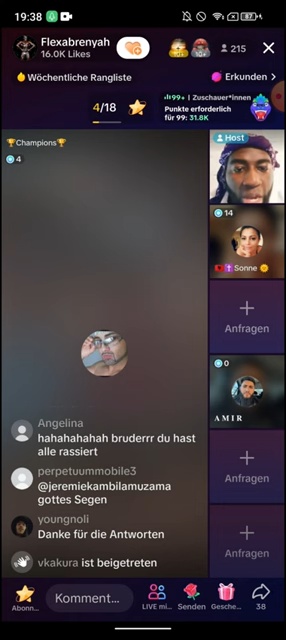 19:38
87
Flexabrenyah
16.0K Likes
215
Wöchentliche Rangliste
Erkunden >
4/18
99+ | Zuschauer*innen
Punkte erforderlich
für 99: 31.8K
🏆Champions🏆
4
Host
14
🇦🇱✝️ Sonne 🌞
Anfragen
0
A M I R
Anfragen
Anfragen
Angelina
hahahahahah bruderrr du hast
alle rassiert
perpetuummobile3
@jeremiekambilamuzama
gottes Segen
youngnoli
Danke für die Antworten
vkakura ist beigetreten
Abonn...
Komment...
LIVE mi...
Senden
Gesche...
38